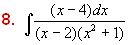 8. ∫ (x − 4)dx / (x − 2)(x² + 1)